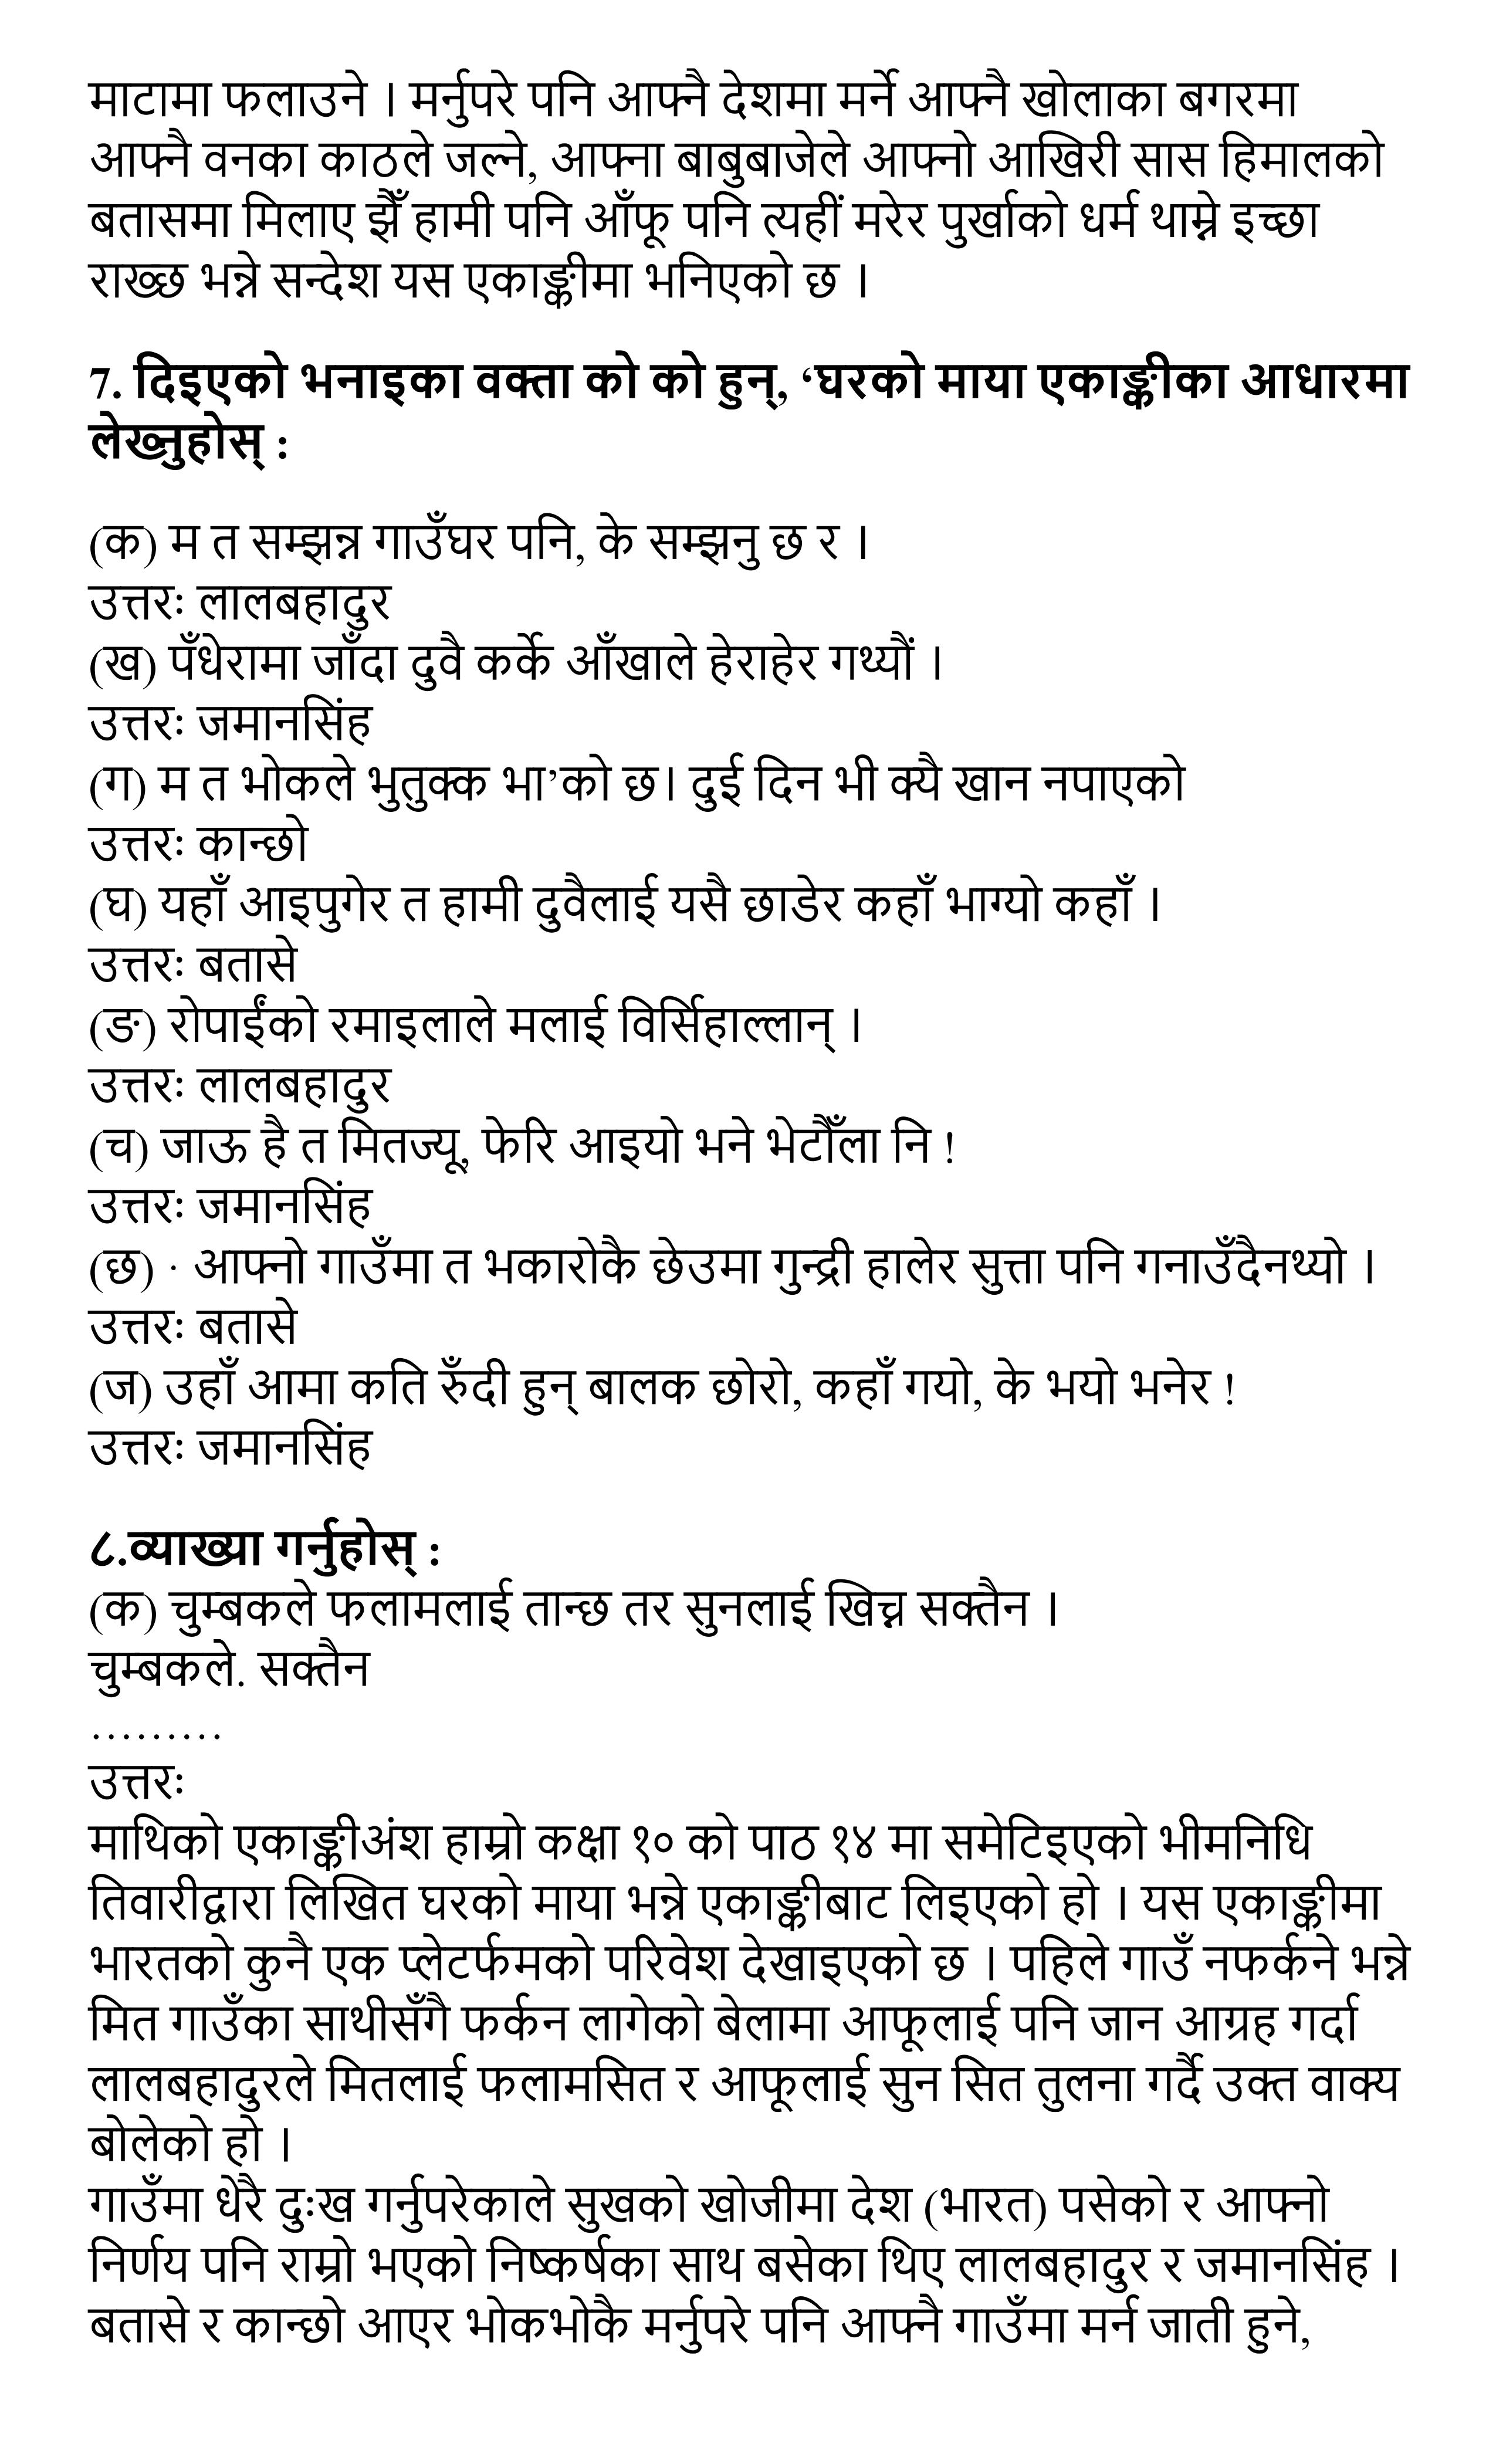 माटामा फलाउने । मर्नुपरे पनि आफ्नै देशमा मर्ने आफ्नै खोलाका बगरमा
आफ्नै वनका काठले जल्ने, आफ्ना बाबुबाजेले आफ्नो आखिरी सास हिमालको
बतासमा मिलाए झैँ हामी पनि आँफू पनि त्यहीं मरेर पुर्खाको धर्म थाम्ने इच्छा
राख्छ भन्ने सन्देश यस एकाङ्कीमा भनिएको छ ।
7. दिइएको भनाइका वक्ता को को हुन्, ‘घरको माया एकाङ्कीका आधारमा
लेख्नुहोस् :
(क) म त सम्झन्न गाउँघर पनि, के सम्झनु छ र ।
उत्तरः लालबहादुर
(ख) पँधेरामा जाँदा दुवै कर्के आँखाले हेराहेर गथ्यौं ।
उत्तरः जमानसिंह
(ग) म त भोकले भुतुक्क भा’को छ। दुई दिन भी क्यै खान नपाएको
उत्तरः कान्छो
(घ) यहाँ आइपुगेर त हामी दुवैलाई यसै छाडेर कहाँ भाग्यो कहाँ ।
उत्तरः बतासे
(ङ) रोपाईंको रमाइलाले मलाई विर्सिहाल्लान् ।
उत्तरः लालबहादुर
(च) जाऊ है त मितज्यू, फेरि आइयो भने भेटौँला नि !
उत्तरः जमानसिंह
(छ) · आफ्नो गाउँमा त भकारोकै छेउमा गुन्द्री हालेर सुत्ता पनि गनाउँदैनथ्यो ।
उत्तरः बतासे
(ज) उहाँ आमा कति रुँदी हुन् बालक छोरो, कहाँ गयो, के भयो भनेर !
उत्तरः जमानसिंह
८.व्याख्या गर्नुहोस् :
(क) चुम्बकले फलामलाई तान्छ तर सुनलाई खिच्न सक्तैन ।
चुम्बकले. सक्तैन
………
उत्तरः
माथिको एकाङ्कीअंश हाम्रो कक्षा १० को पाठ १४ मा समेटिइएको भीमनिधि
तिवारीद्वारा लिखित घरको माया भन्ने एकाङ्कीबाट लिइएको हो । यस एकाङ्कीमा
भारतको कुनै एक प्लेटर्फमको परिवेश देखाइएको छ । पहिले गाउँ नफर्कने भन्ने
मित गाउँका साथीसँगै फर्कन लागेको बेलामा आफूलाई पनि जान आग्रह गर्दा
लालबहादुरले मितलाई फलामसित र आफूलाई सुन सित तुलना गर्दै उक्त वाक्य
बोलेको हो ।
गाउँमा धेरै दुःख गर्नुपरेकाले सुखको खोजीमा देश (भारत) पसेको र आफ्नो
निर्णय पनि राम्रो भएको निष्कर्षका साथ बसेका थिए लालबहादुर र जमानसिंह ।
बतासे र कान्छो आएर भोकभोकै मर्नुपरे पनि आफ्नै गाउँमा मर्न जाती हुने,